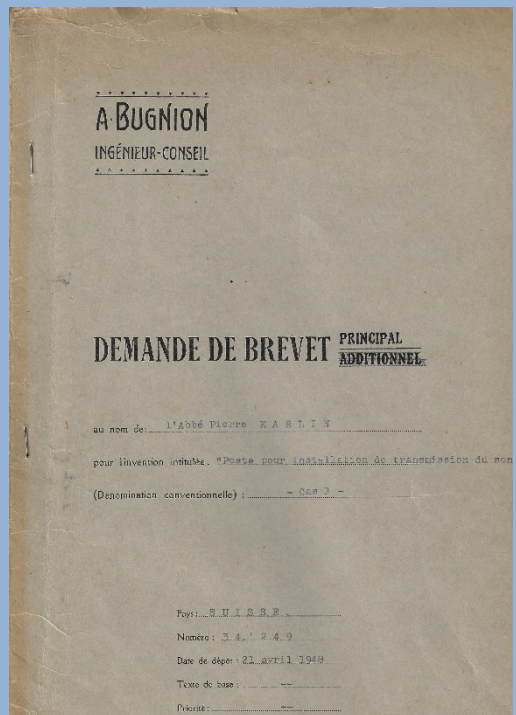 A. BUGNION
INGÉNIEUR-CONSEIL
DEMANDE DE BREVET PRINCIPAL
ADDITIONNEL
au nom de: l'Abbé Pierre KAELIN
pour l'invention intitulée: "Poste pour installation de transmission du son
(Dénomination conventionnelle) : - Cas 2 -
Pays: SUISSE.
Numéro : 249
Date de dépôt : 21 avril 1948
Texte de base : --
Priorité : --